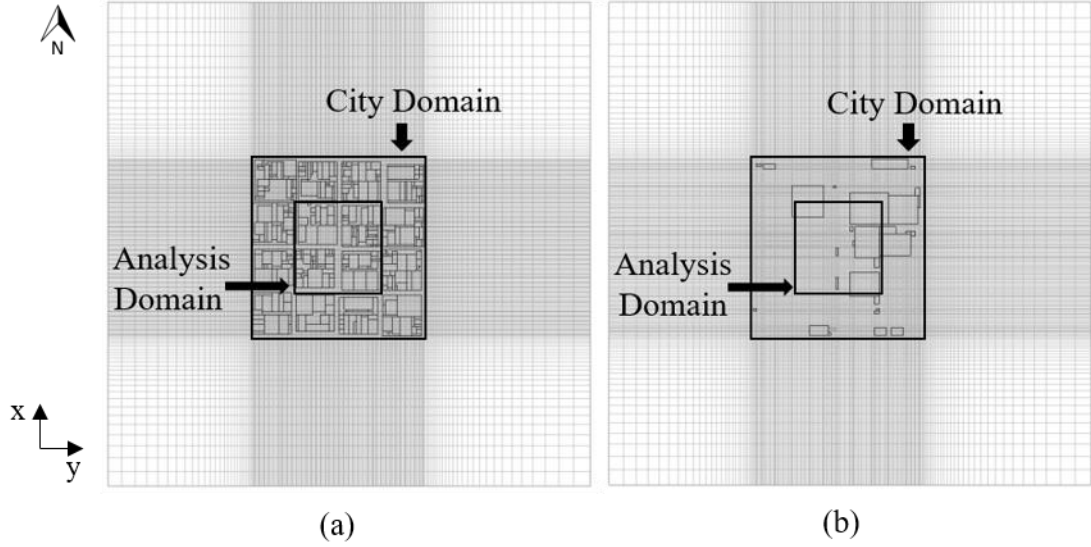 N
City Domain
Analysis
Domain
x
y
(a)
City Domain
Analysis
Domain
(b)